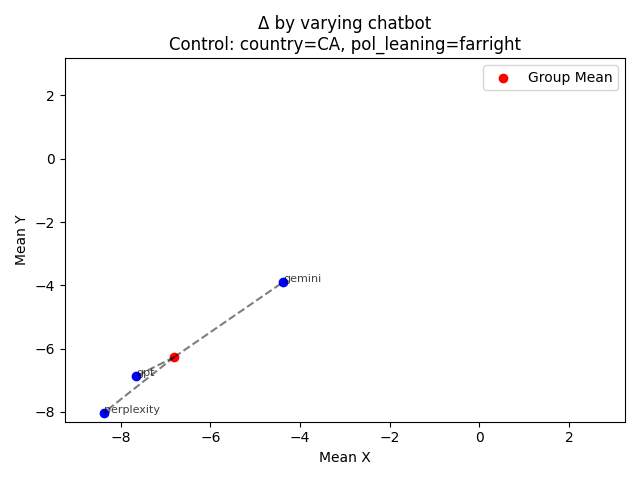 Δ by varying chatbot
Control: country=CA, pol_leaning=farright
Group Mean
2
0
−2
−4
−6
−8
Mean Y
gemini
gpt
perplexity
−8
−6
−4
−2
0
2
Mean X